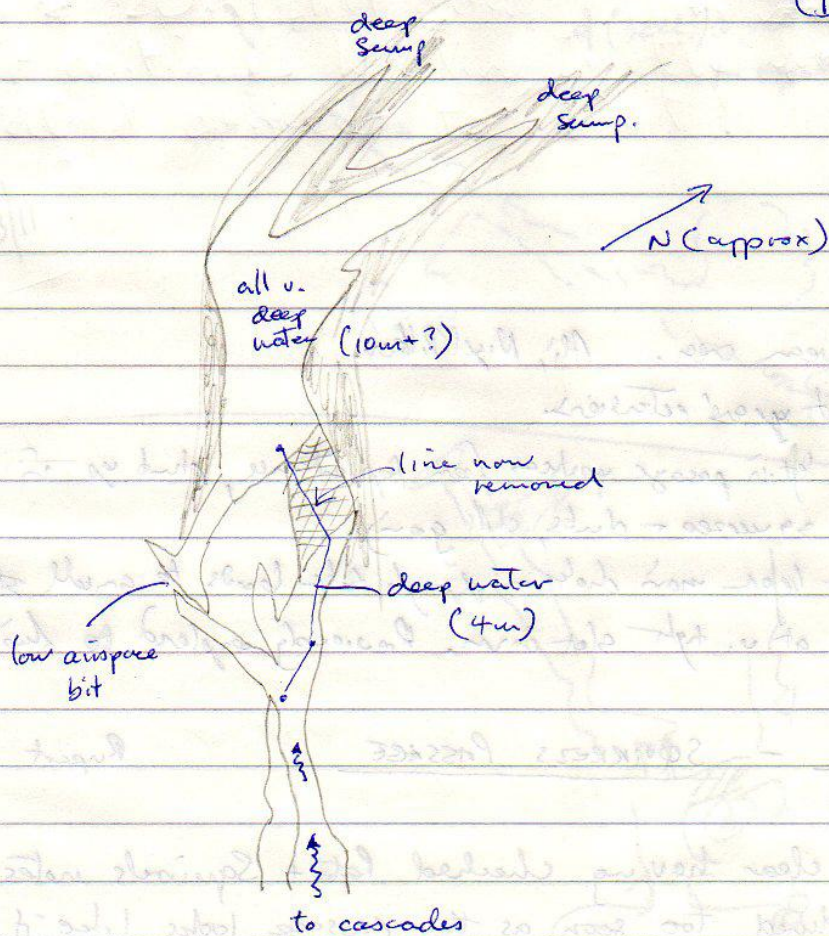 deep
sump
deep
sump.
N (approx)
all v.
deep
water (10m+?)
line now
removed
deep water
(4m)
low airspace
bit
to cascades